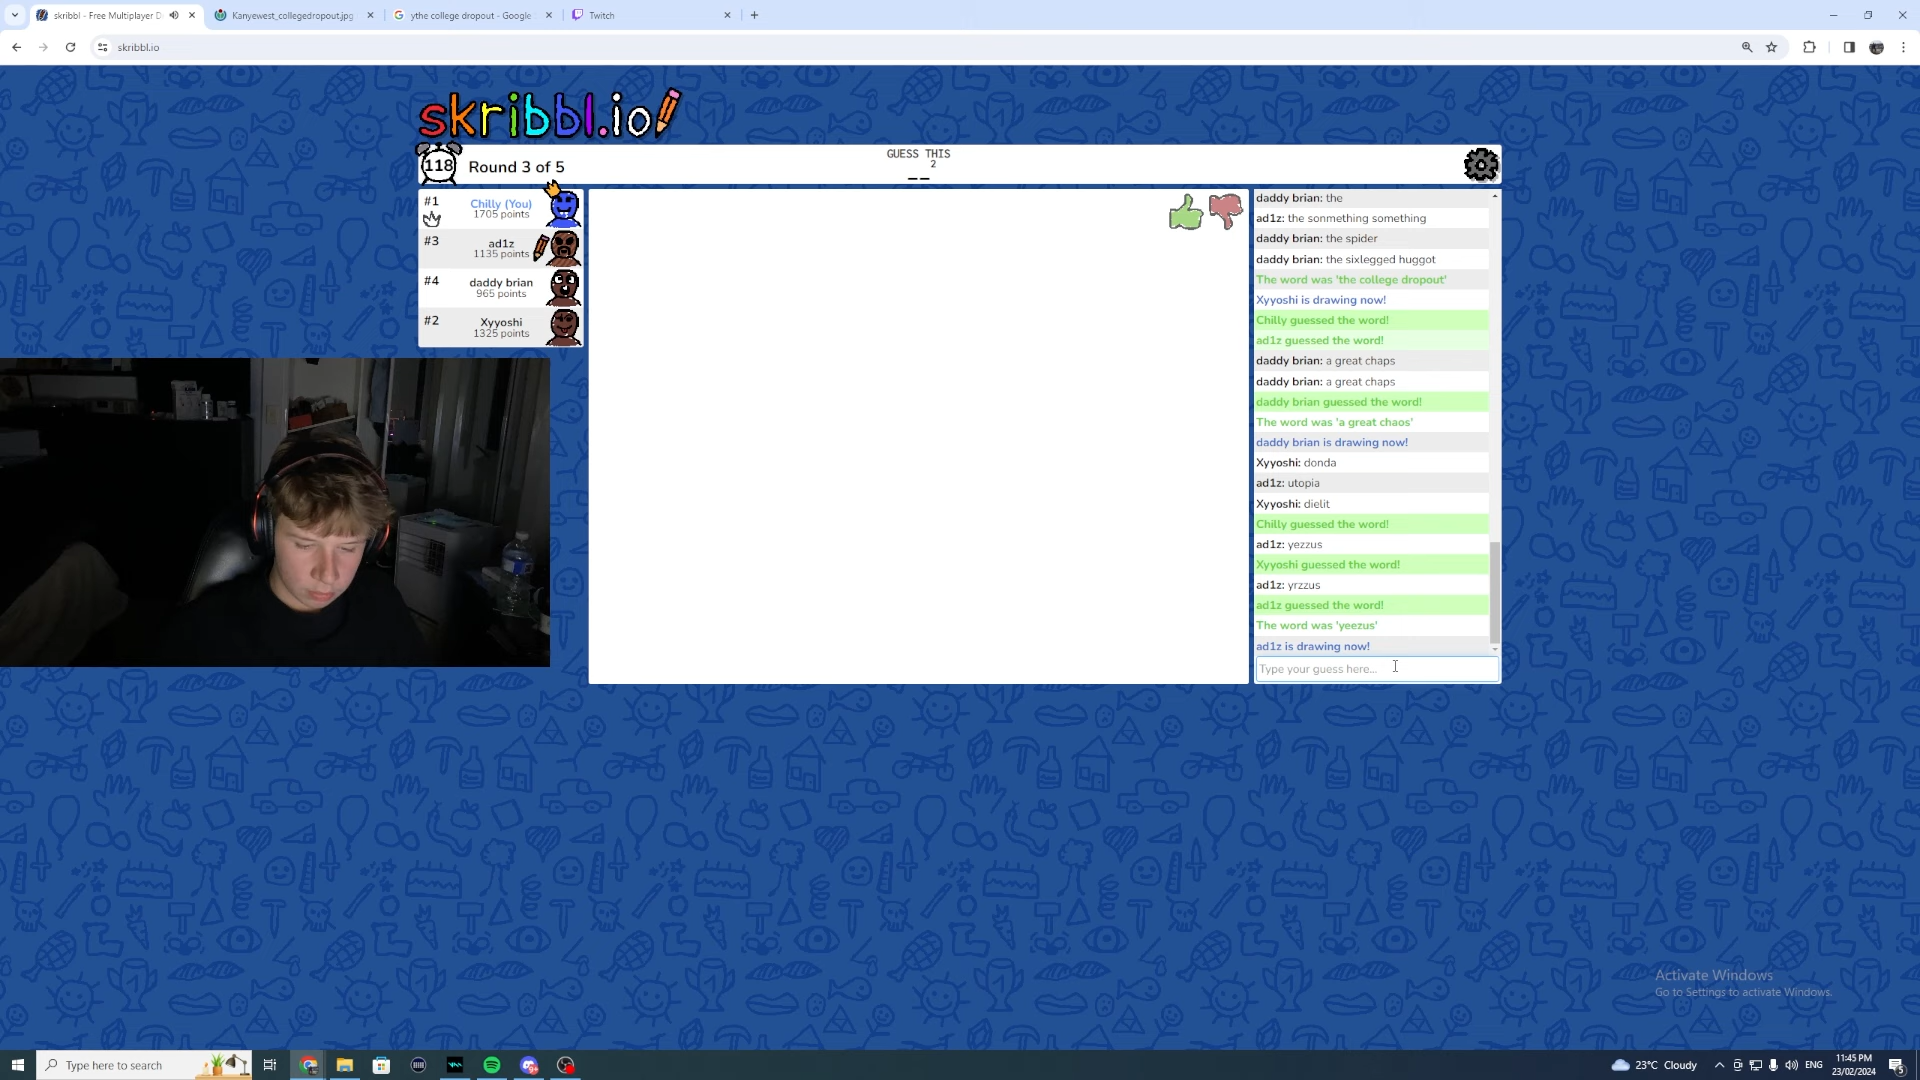 skribbl - Free Multiplayer D
Kanyewest_collegedropout.jpg
ythe college dropout - Google
Twitch
skribbl.io
skribbl.io
118
Round 3 of 5
GUESS THIS
2
_ _
#1
Chilly (You)
1705 points
#3
ad1z
1135 points
#4
daddy brian
965 points
#2
Xyyoshi
1325 points
daddy brian: the
ad1z: the sonmething something
daddy brian: the spider
daddy brian: the sixlegged huggot
The word was 'the college dropout'
Xyyoshi is drawing now!
Chilly guessed the word!
ad1z guessed the word!
daddy brian: a great chaps
daddy brian: a great chaps
daddy brian guessed the word!
The word was 'a great chaos'
daddy brian is drawing now!
Xyyoshi: donda
ad1z: utopia
Xyyoshi: dielit
Chilly guessed the word!
ad1z: yezzus
Xyyoshi guessed the word!
ad1z: yrzzus
ad1z guessed the word!
The word was 'yeezus'
ad1z is drawing now!
Type your guess here...
Activate Windows
Go to Settings to activate Windows.
Type here to search
23°C Cloudy
ENG
11:45 PM
23/02/2024
5